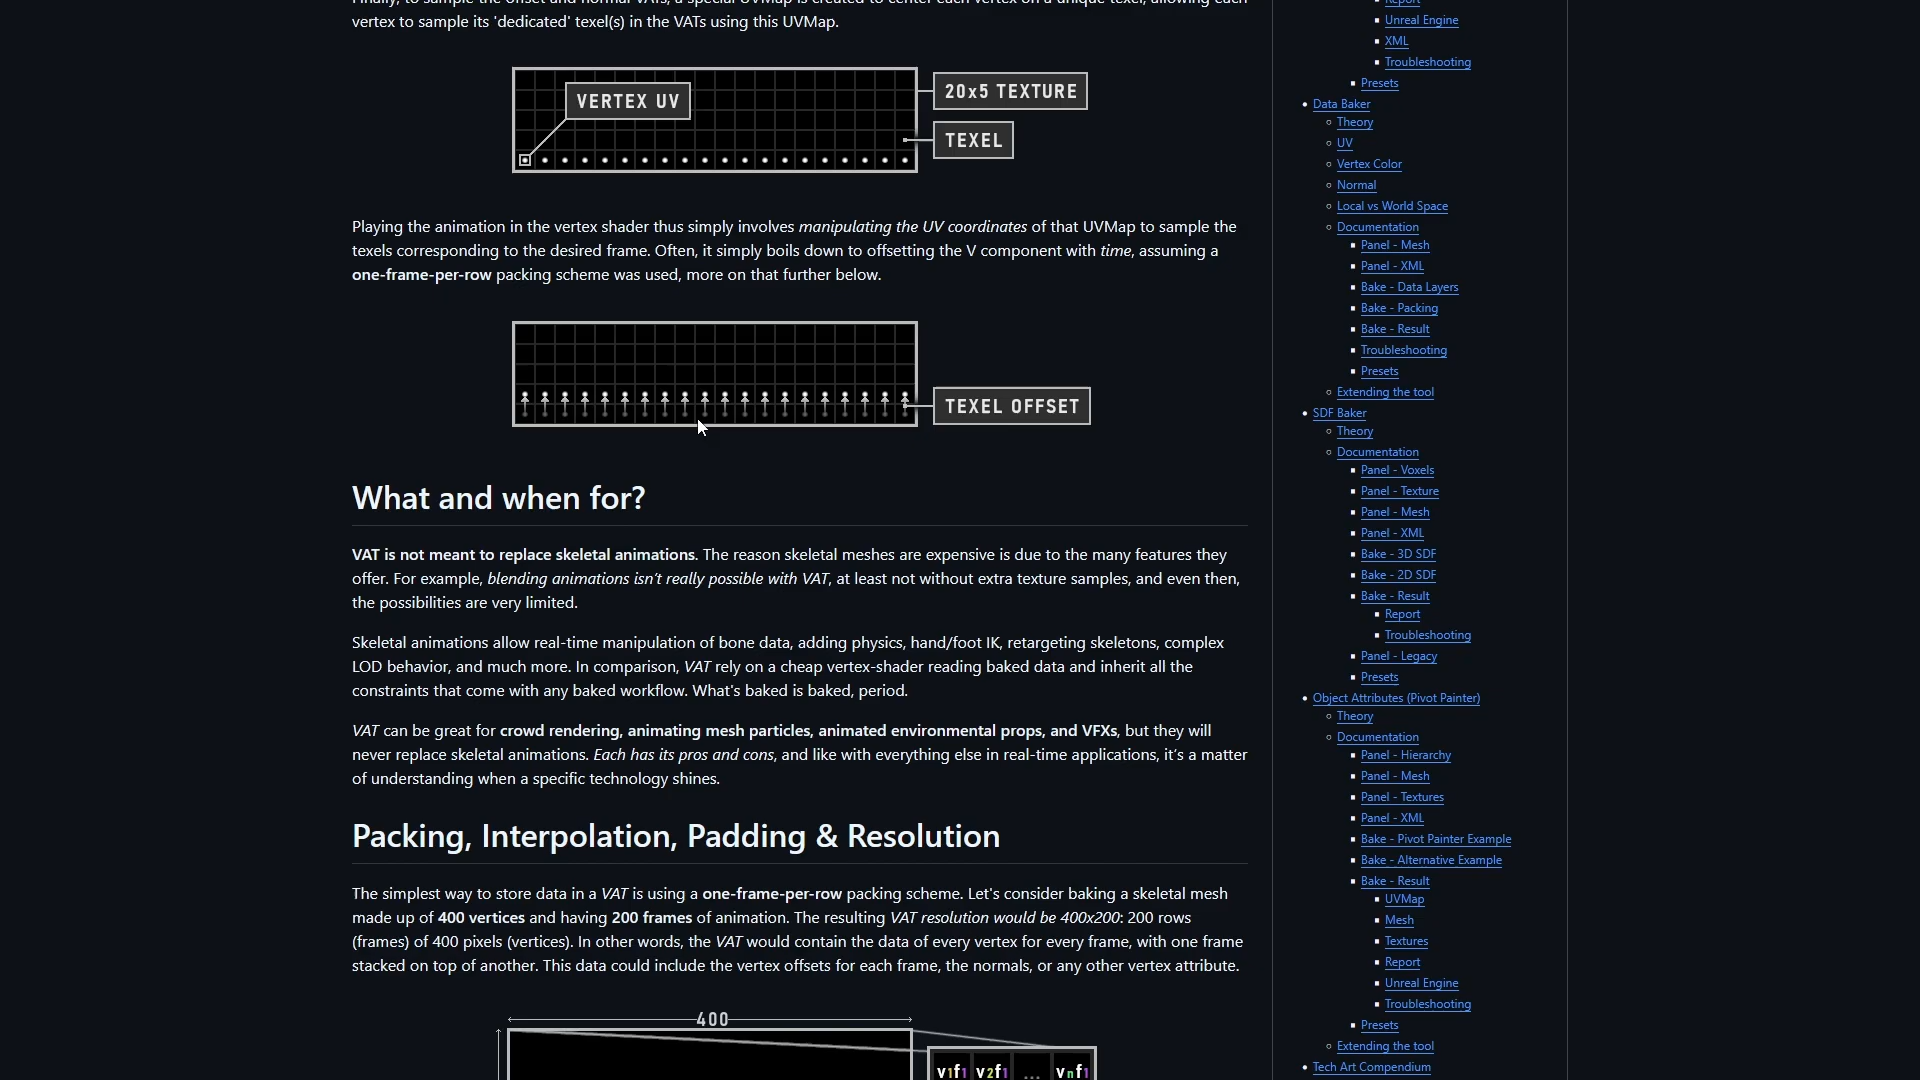 Finally, to sample the offset and normal VATs, a special UVMap is created to center each vertex on a unique texel, allowing each
vertex to sample its 'dedicated' texel(s) in the VATs using this UVMap.
VERTEX UV
20x5 TEXTURE
TEXEL
Playing the animation in the vertex shader thus simply involves manipulating the UV coordinates of that UVMap to sample the
texels corresponding to the desired frame. Often, it simply boils down to offsetting the V component with time, assuming a
one-frame-per-row packing scheme was used, more on that further below.
TEXEL OFFSET
What and when for?
VAT is not meant to replace skeletal animations. The reason skeletal meshes are expensive is due to the many features they
offer. For example, blending animations isn't really possible with VAT, at least not without extra texture samples, and even then,
the possibilities are very limited.
Skeletal animations allow real-time manipulation of bone data, adding physics, hand/foot IK, retargeting skeletons, complex
LOD behavior, and much more. In comparison, VAT rely on a cheap vertex-shader reading baked data and inherit all the
constraints that come with any baked workflow. What's baked is baked, period.
VAT can be great for crowd rendering, animating mesh particles, animated environmental props, and VFXs, but they will
never replace skeletal animations. Each has its pros and cons, and like with everything else in real-time applications, it's a matter
of understanding when a specific technology shines.
Packing, Interpolation, Padding & Resolution
The simplest way to store data in a VAT is using a one-frame-per-row packing scheme. Let's consider baking a skeletal mesh
made up of 400 vertices and having 200 frames of animation. The resulting VAT resolution would be 400x200: 200 rows
(frames) of 400 pixels (vertices). In other words, the VAT would contain the data of every vertex for every frame, with one frame
stacked on top of another. This data could include the vertex offsets for each frame, the normals, or any other vertex attribute.
400
v1f1 v2f1 ... vnf1
Report
Unreal Engine
XML
Troubleshooting
Presets
Data Baker
Theory
UV
Vertex Color
Normal
Local vs World Space
Documentation
Panel - Mesh
Panel - XML
Bake - Data Layers
Bake - Packing
Bake - Result
Troubleshooting
Presets
Extending the tool
SDF Baker
Theory
Documentation
Panel - Voxels
Panel - Texture
Panel - Mesh
Panel - XML
Bake - 3D SDF
Bake - 2D SDF
Bake - Result
Report
Troubleshooting
Panel - Legacy
Presets
Object Attributes (Pivot Painter)
Theory
Documentation
Panel - Hierarchy
Panel - Mesh
Panel - Textures
Panel - XML
Bake - Pivot Painter Example
Bake - Alternative Example
Bake - Result
UVMap
Mesh
Textures
Report
Unreal Engine
Troubleshooting
Presets
Extending the tool
Tech Art Compendium